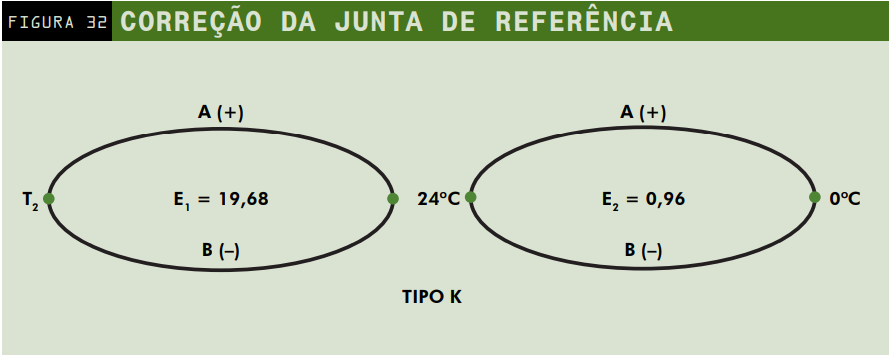 FIGURA 32 CORREÇÃO DA JUNTA DE REFERÊNCIA
A (+) A (+)
T₂ E₁ = 19,68 24ºC E₂ = 0,96 0ºC
B (–) B (–)
TIPO K